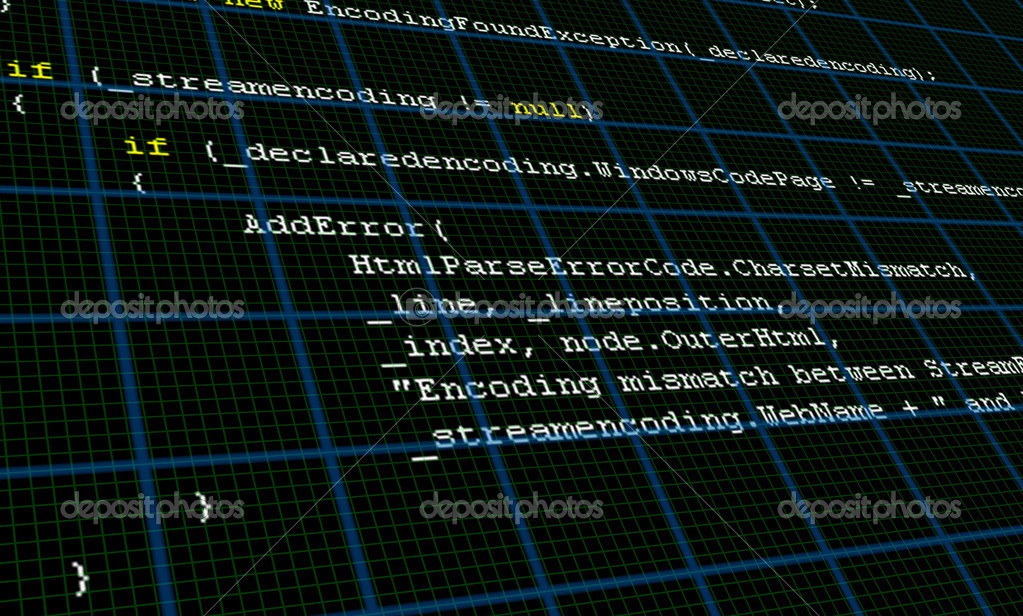 }
new EncodingFoundException(_declaredencoding);
if (_streamencoding != null)
{
if (_declaredencoding.WindowsCodePage != _streamenco
{
AddError(
HtmlParseErrorCode.CharsetMismatch,
_line, _lineposition,
_index, node.OuterHtml,
"Encoding mismatch between Stream
_streamencoding.WebName + " and
}
}
depositphotos depositphotos depositphotos
depositphotos depositphotos depositphotos
depositphotos depositphotos depositphotos